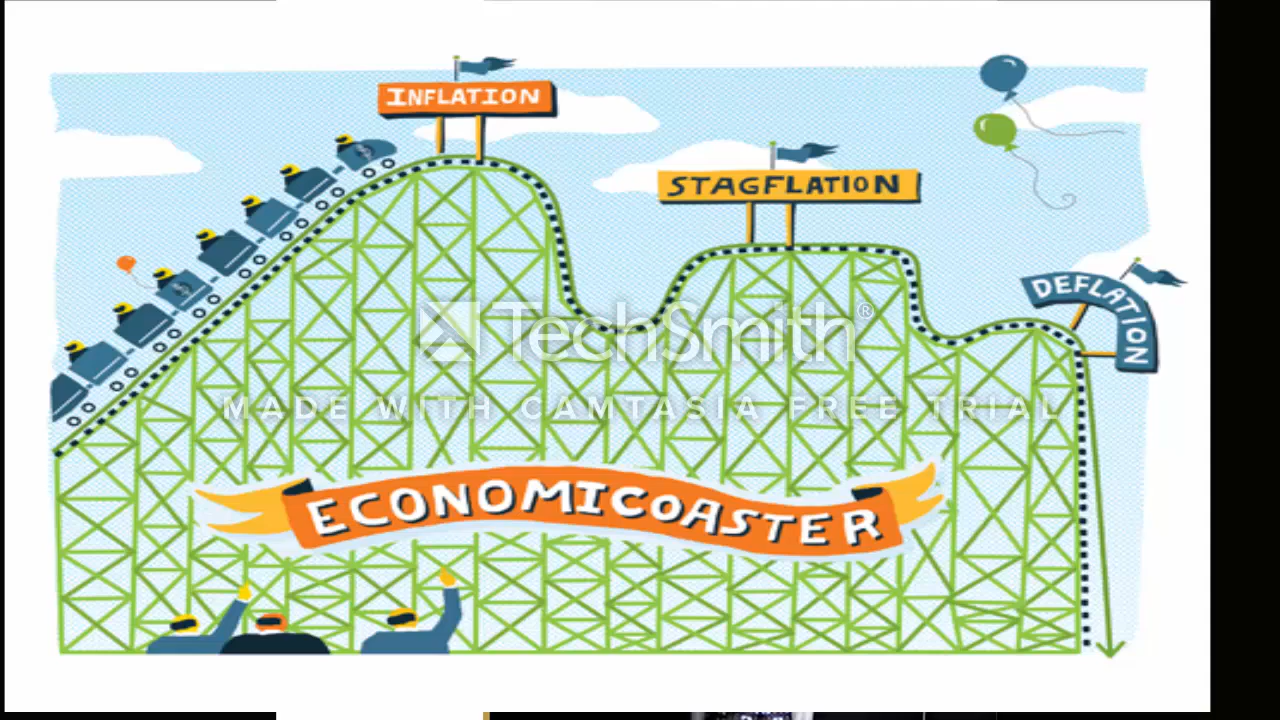 INFLATION
STAGFLATION
DEFLATION
TechSmith®
MADE WITH CAMTASIA FREE TRIAL
ECONOMICOASTER